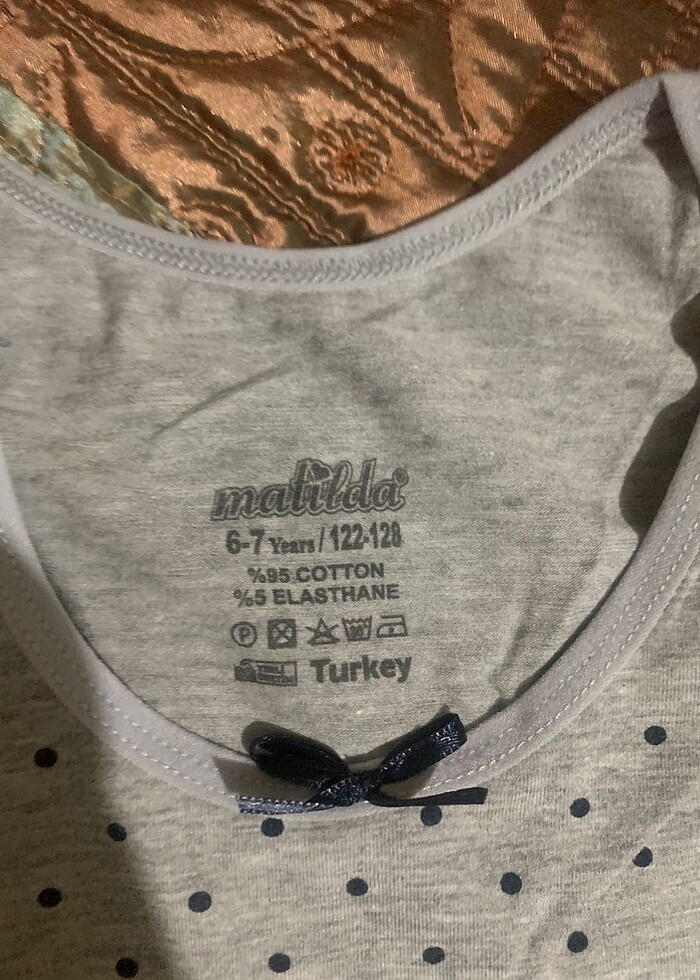 matilda®
6-7 Years / 122-128
%95 COTTON
%5 ELASTHANE
P
Turkey